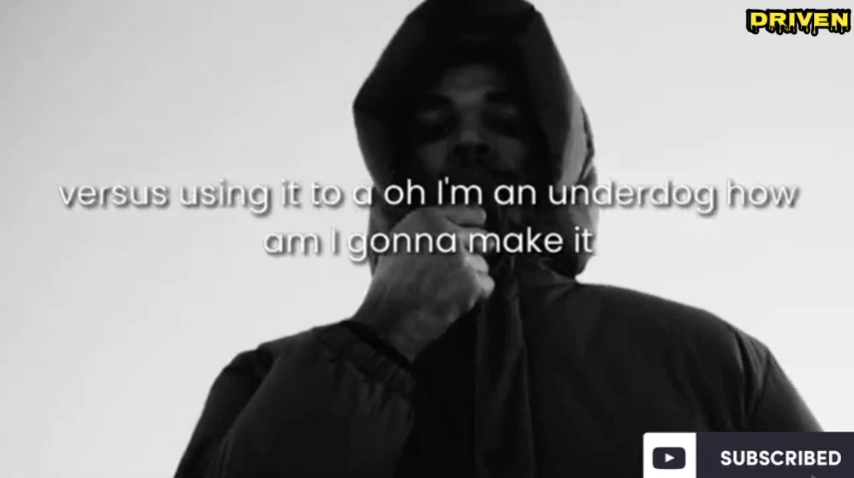 DRIVEN
versus using it to a oh I'm an underdog how
am I gonna make it
SUBSCRIBED